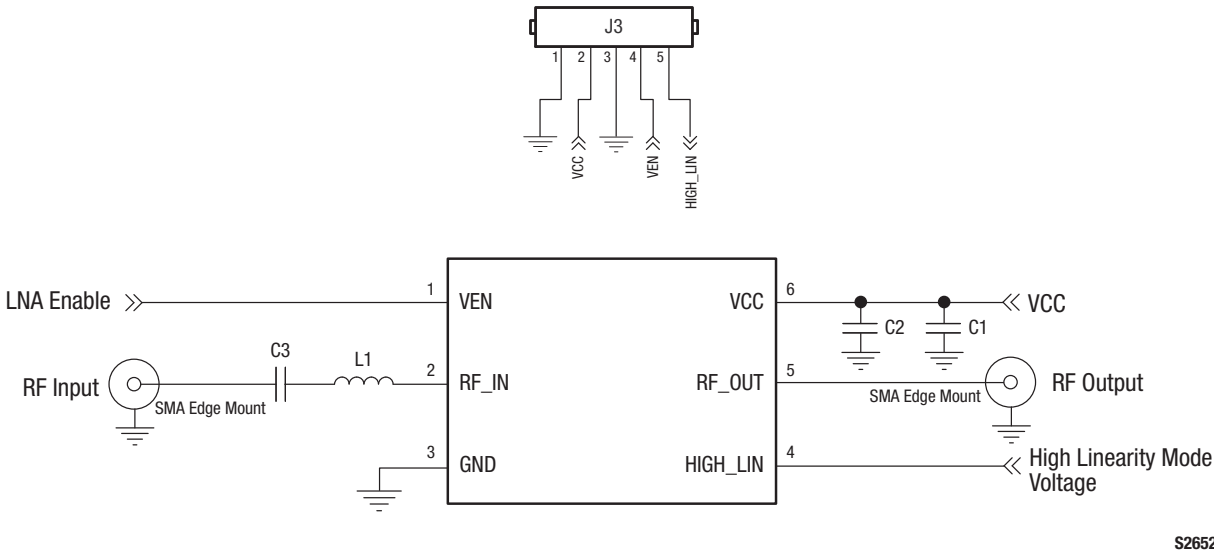 J3
1 2 3 4 5
VCC
VEN
HIGH_LIN
LNA Enable
1
VEN
VCC
6
VCC
C2
C1
C3
L1
RF Input
SMA Edge Mount
2
RF_IN
RF_OUT
5
SMA Edge Mount
RF Output
3
GND
HIGH_LIN
4
High Linearity Mode
Voltage
S2652